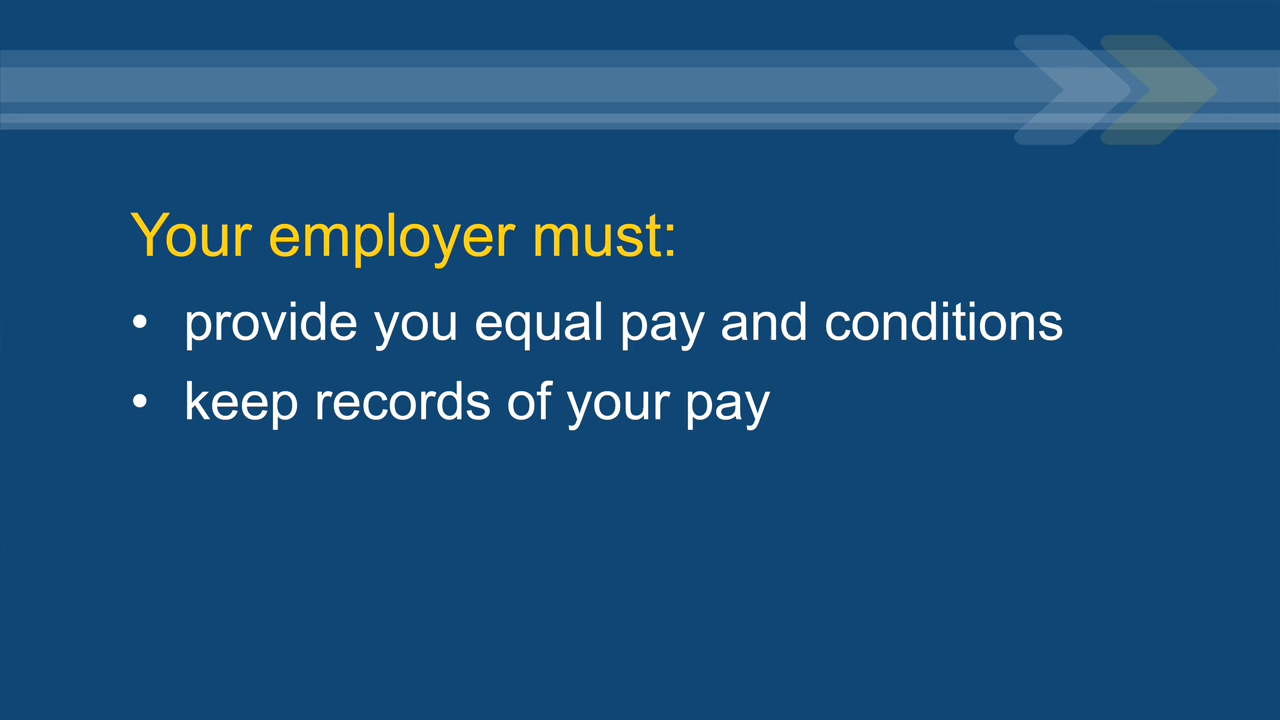 Your employer must:
• provide you equal pay and conditions
• keep records of your pay